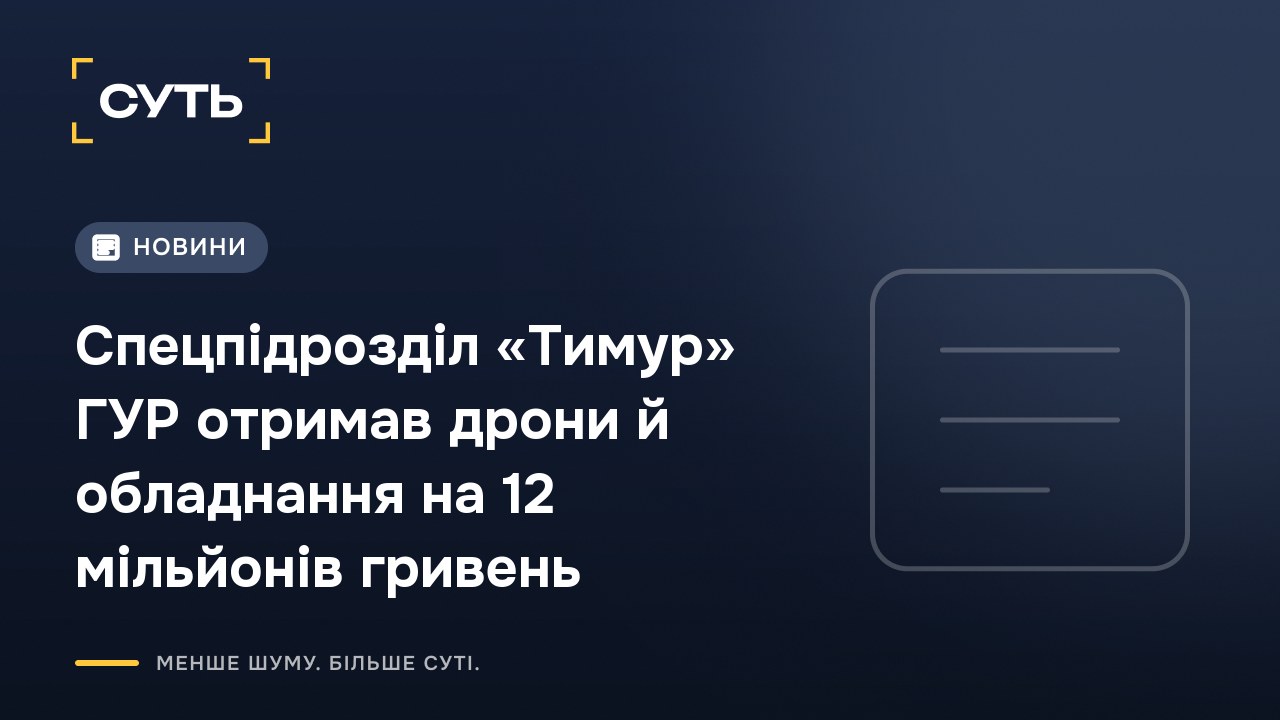 СУТЬ
НОВИНИ
Спецпідрозділ «Тимур»
ГУР отримав дрони й
обладнання на 12
мільйонів гривень
МЕНШЕ ШУМУ. БІЛЬШЕ СУТІ.